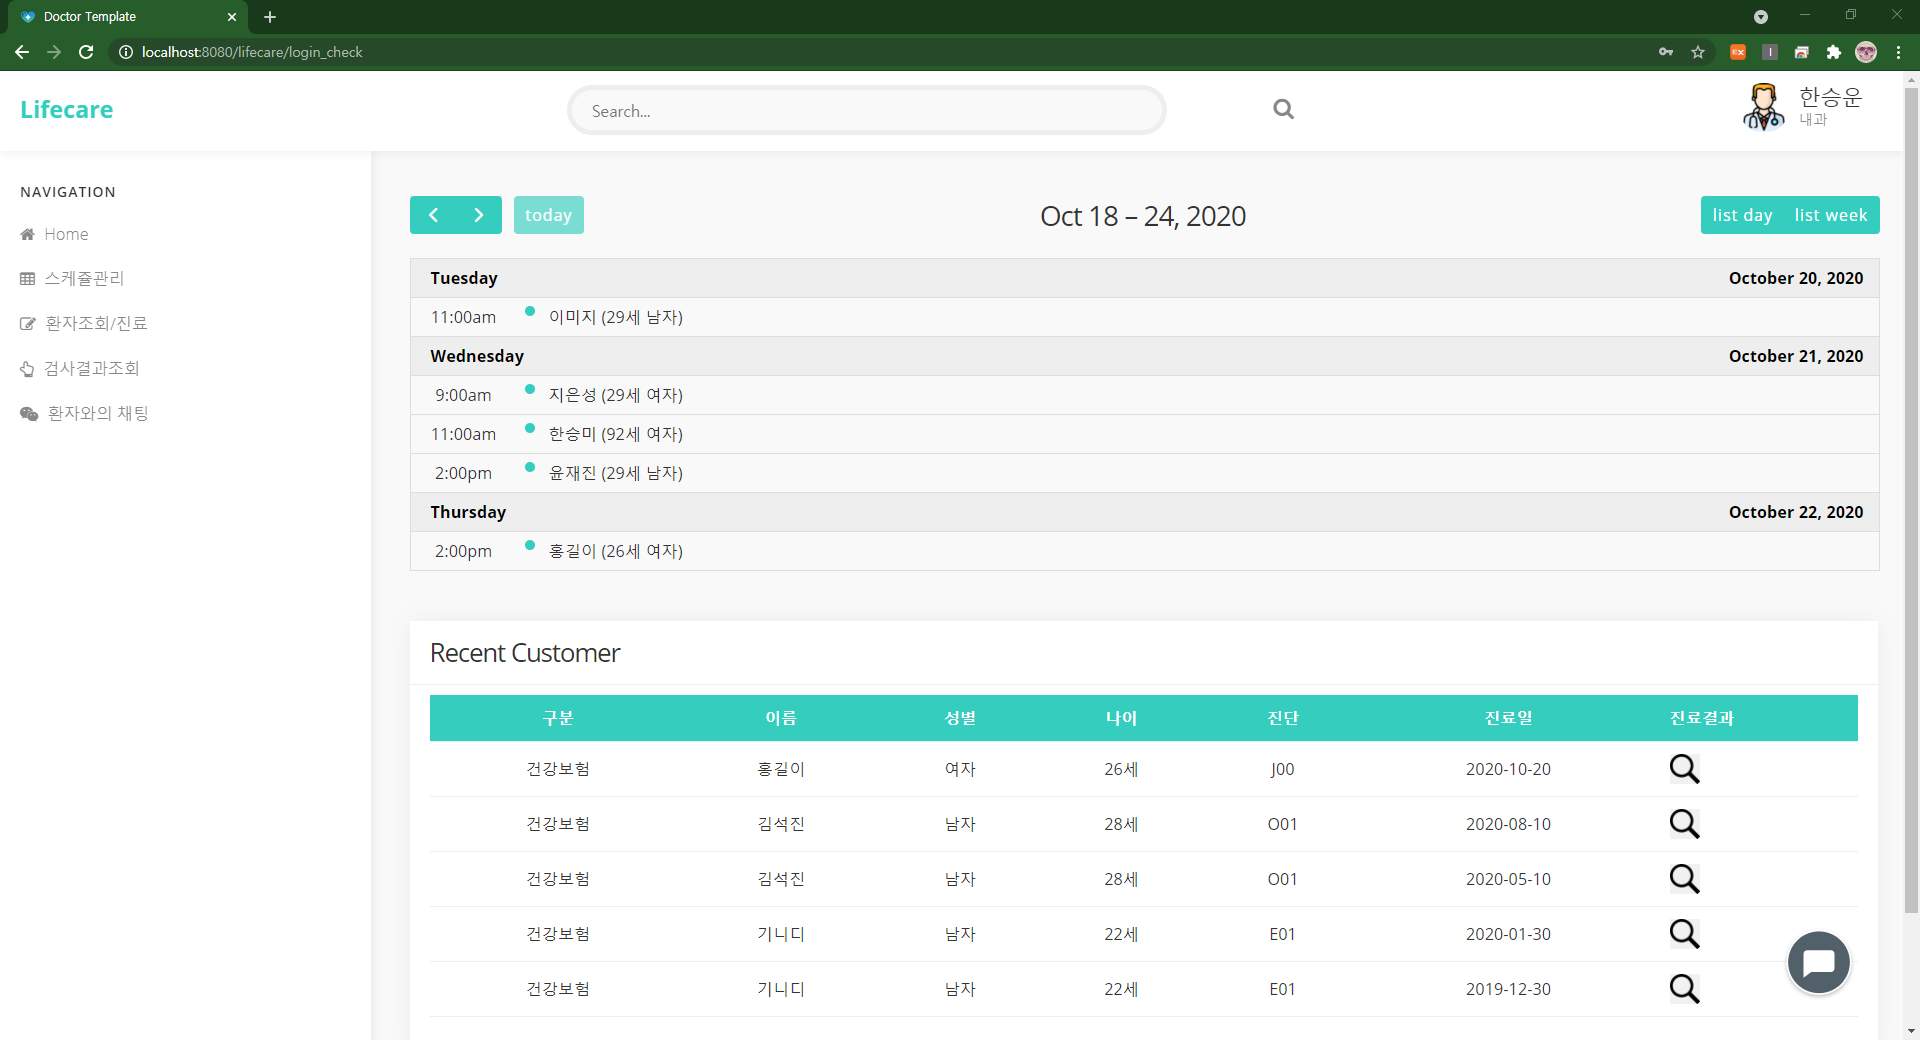 Doctor Template
localhost:8080/lifecare/login_check
Lifecare
Search...
한승운
내과
NAVIGATION
Home
스케쥴관리
환자조회/진료
검사결과조회
환자와의 채팅
today
Oct 18 – 24, 2020
list day list week
Tuesday October 20, 2020
11:00am 이미지 (29세 남자)
Wednesday October 21, 2020
9:00am 지은성 (29세 여자)
11:00am 한승미 (92세 여자)
2:00pm 윤재진 (29세 남자)
Thursday October 22, 2020
2:00pm 홍길이 (26세 여자)
Recent Customer
구분 이름 성별 나이 진단 진료일 진료결과
건강보험 홍길이 여자 26세 J00 2020-10-20
건강보험 김석진 남자 28세 O01 2020-08-10
건강보험 김석진 남자 28세 O01 2020-05-10
건강보험 기니디 남자 22세 E01 2020-01-30
건강보험 기니디 남자 22세 E01 2019-12-30